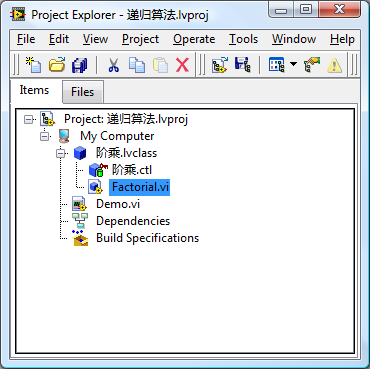 Project Explorer - 递归算法.lvproj
File Edit View Project Operate Tools Window Help
Items Files
Project: 递归算法.lvproj
My Computer
阶乘.lvclass
阶乘.ctl
Factorial.vi
Demo.vi
Dependencies
Build Specifications